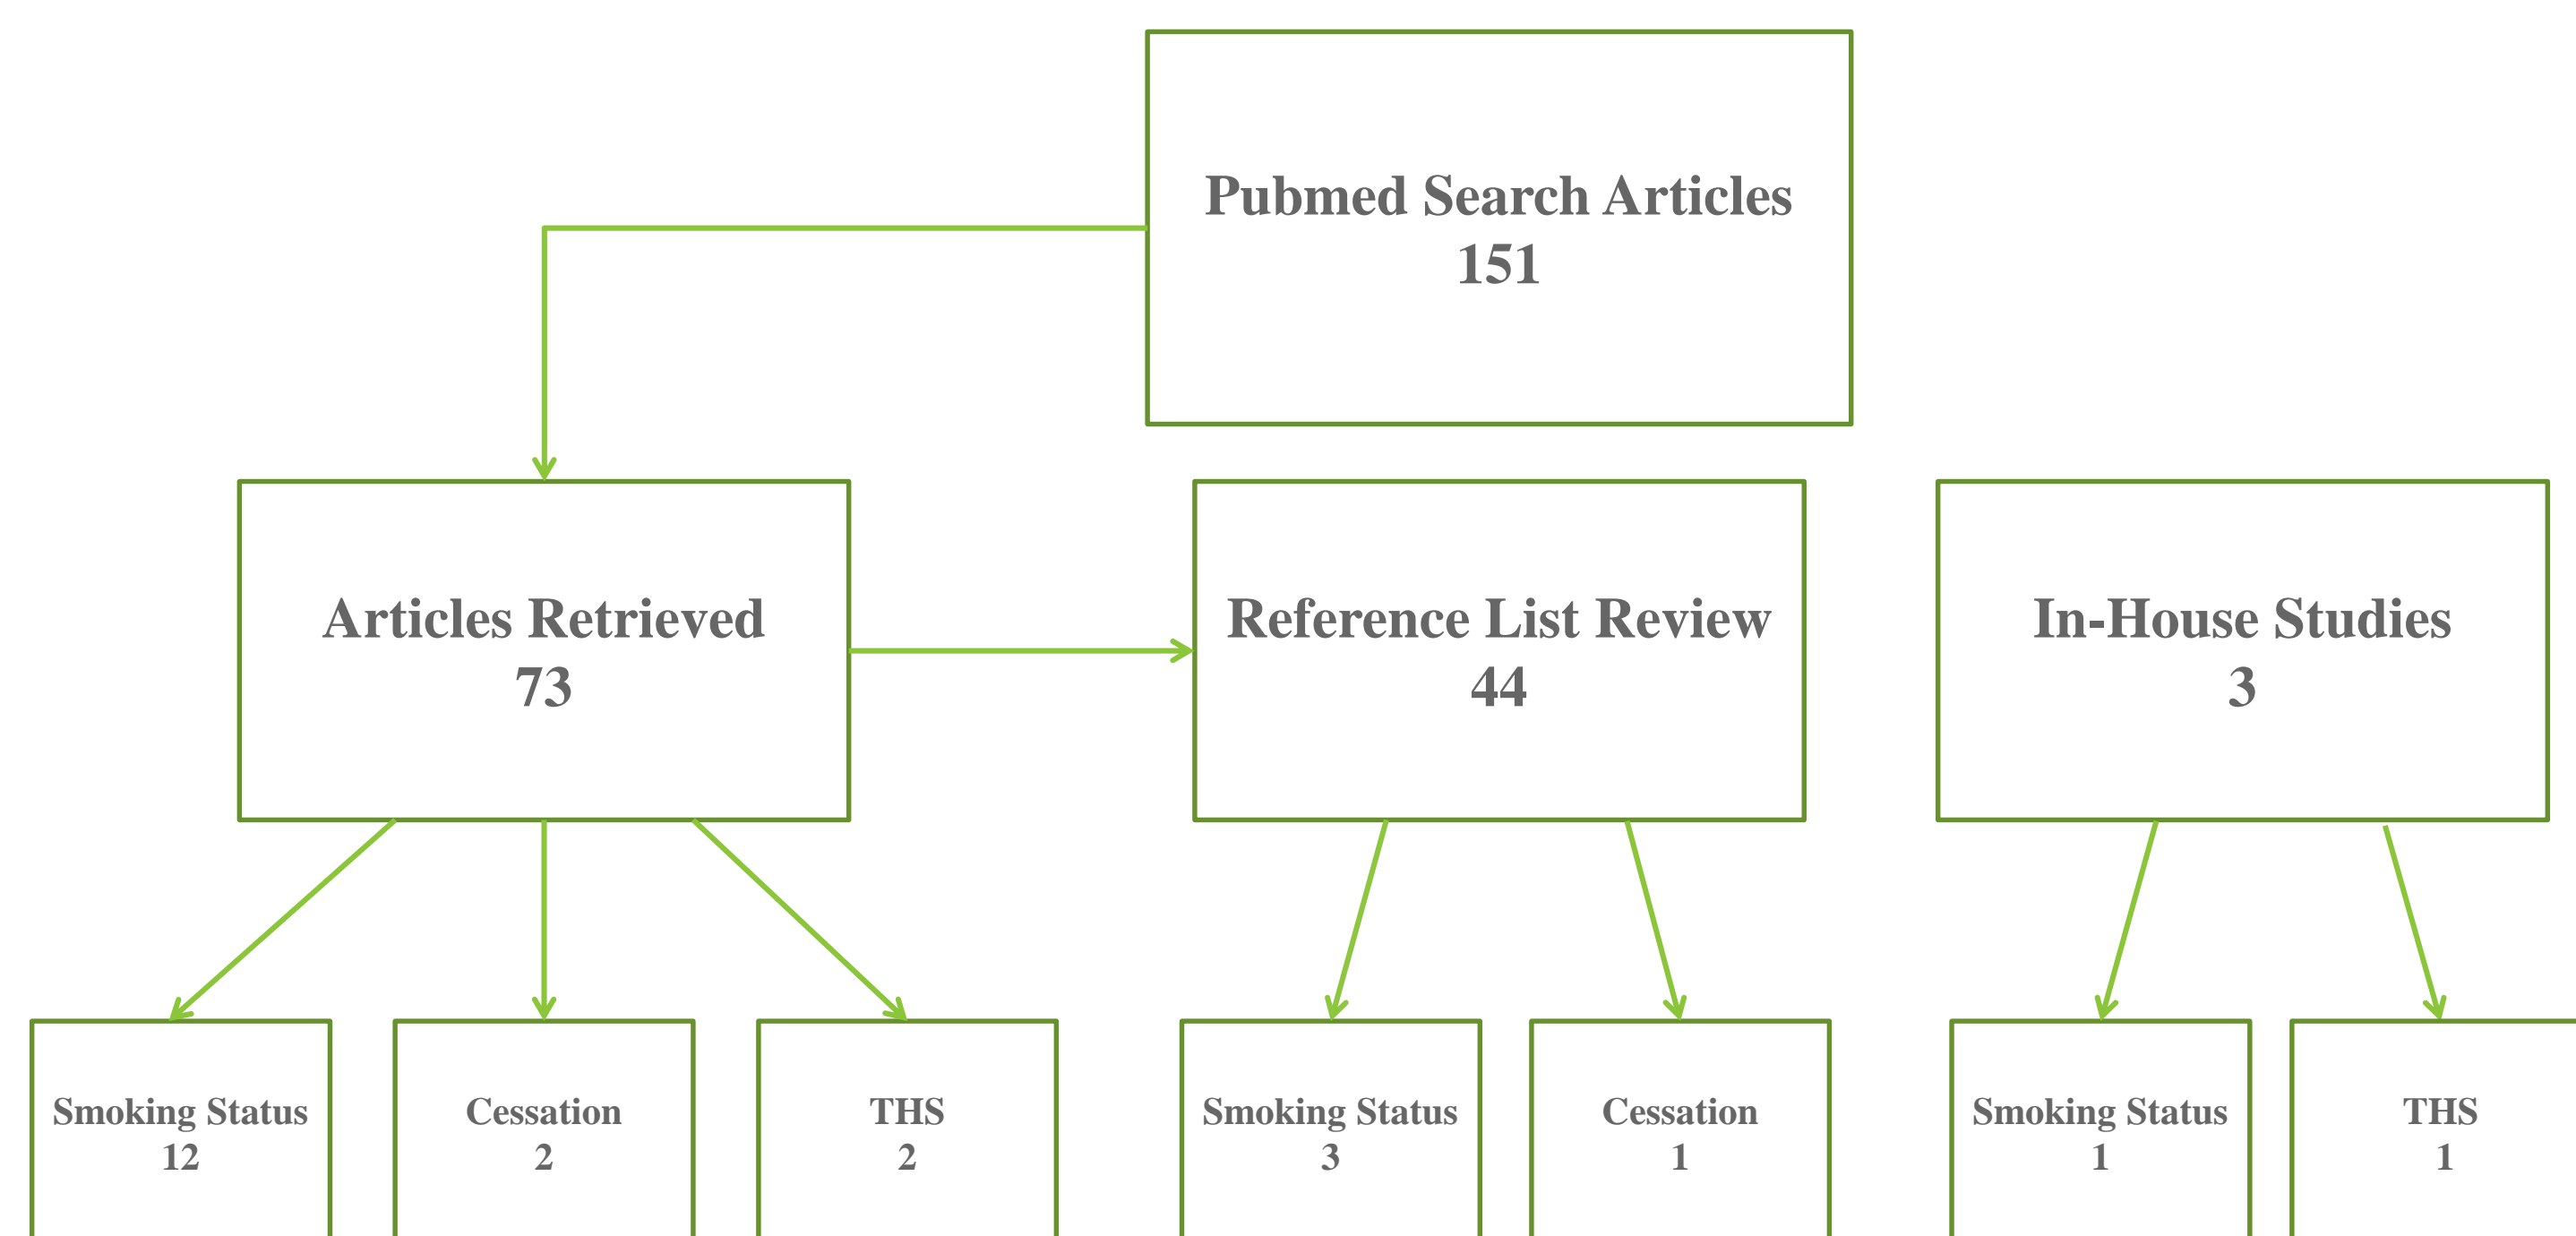 Pubmed Search Articles
151
Articles Retrieved
73
Reference List Review
44
In-House Studies
3
Smoking Status
12
Cessation
2
THS
2
Smoking Status
3
Cessation
1
Smoking Status
1
THS
1